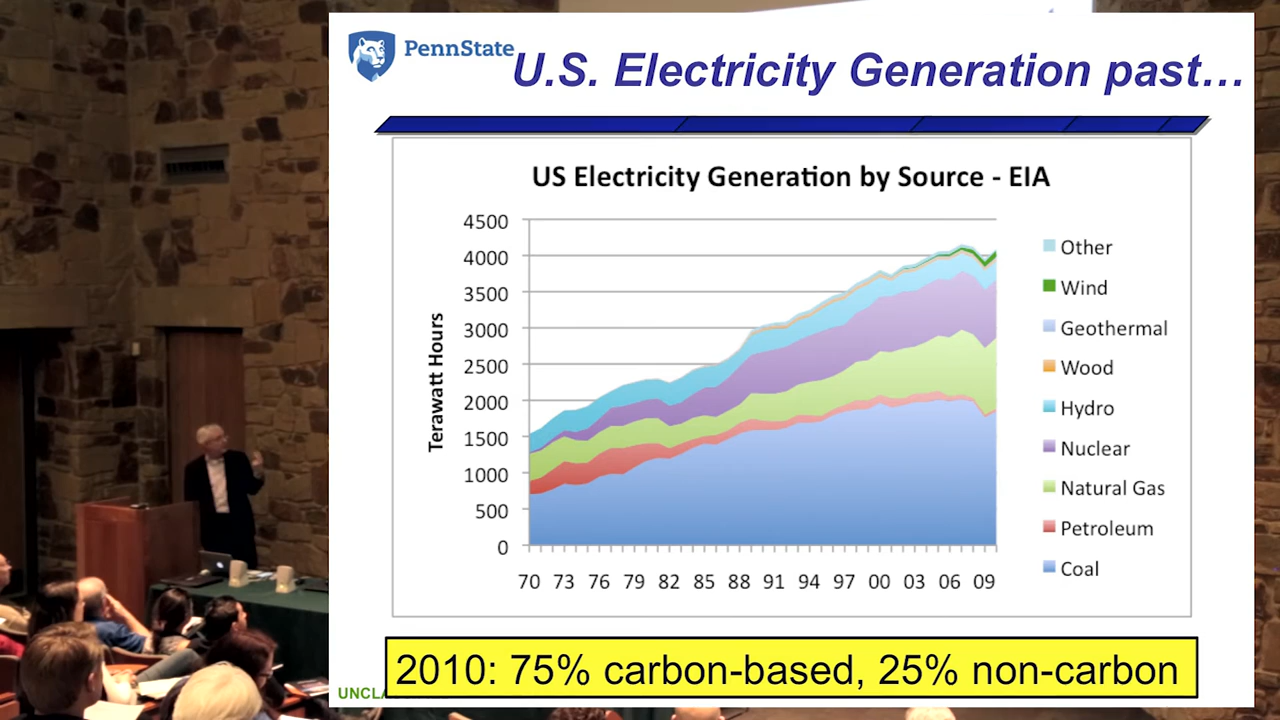 PennState
U.S. Electricity Generation past...
US Electricity Generation by Source - EIA
Terawatt Hours
4500
4000
3500
3000
2500
2000
1500
1000
500
0
70 73 76 79 82 85 88 91 94 97 00 03 06 09
Other
Wind
Geothermal
Wood
Hydro
Nuclear
Natural Gas
Petroleum
Coal
2010: 75% carbon-based, 25% non-carbon